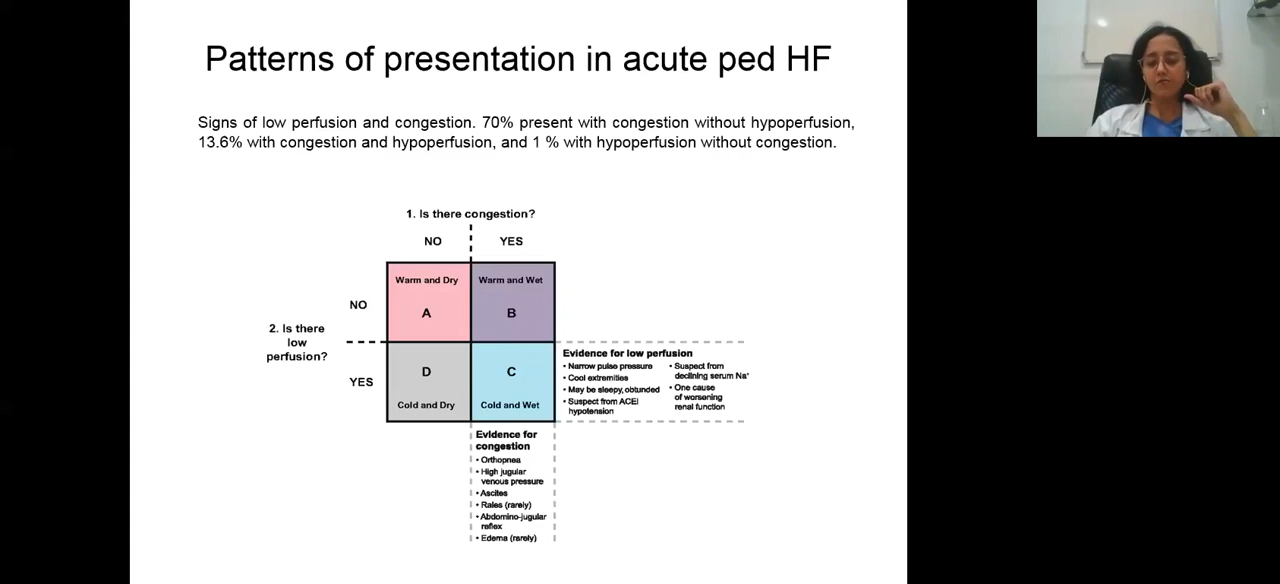 Patterns of presentation in acute ped HF
Signs of low perfusion and congestion. 70% present with congestion without hypoperfusion,
13.6% with congestion and hypoperfusion, and 1 % with hypoperfusion without congestion.
1. Is there congestion?
NO
YES
Warm and Dry
Warm and Wet
NO
A
B
2. Is there
low
perfusion?
YES
D
C
Cold and Dry
Cold and Wet
Evidence for low perfusion
• Narrow pulse pressure
• Cool extremities
• May be sleepy, obtunded
• Suspect from ACEI
hypotension
• Suspect from
declining serum Na⁺
• One cause
of worsening
renal function
Evidence for
congestion
• Orthopnea
• High jugular
venous pressure
• Ascites
• Rales (rarely)
• Abdomino-jugular
reflex
• Edema (rarely)